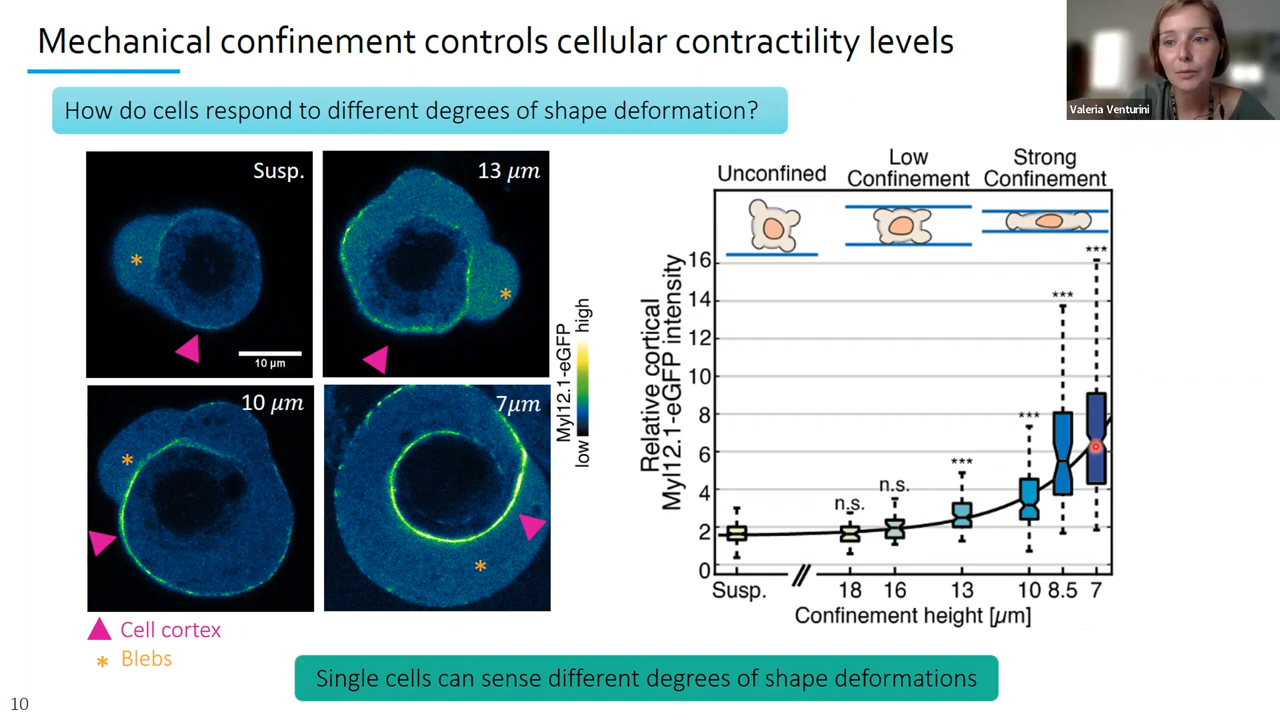 Mechanical confinement controls cellular contractility levels
Valeria Venturini
How do cells respond to different degrees of shape deformation?
Susp.
10 μm
13 μm
10 μm
7μm
Myl12.1-eGFP
low
high
* Blebs
Cell cortex
Unconfined
Low
Confinement
Strong
Confinement
Relative cortical
Myl12.1-eGFP intensity
16
14
12
10
8
6
4
2
0
n.s.
n.s.
***
***
***
***
Susp.
18
16
13
10
8.5
7
Confinement height [μm]
Single cells can sense different degrees of shape deformations
10